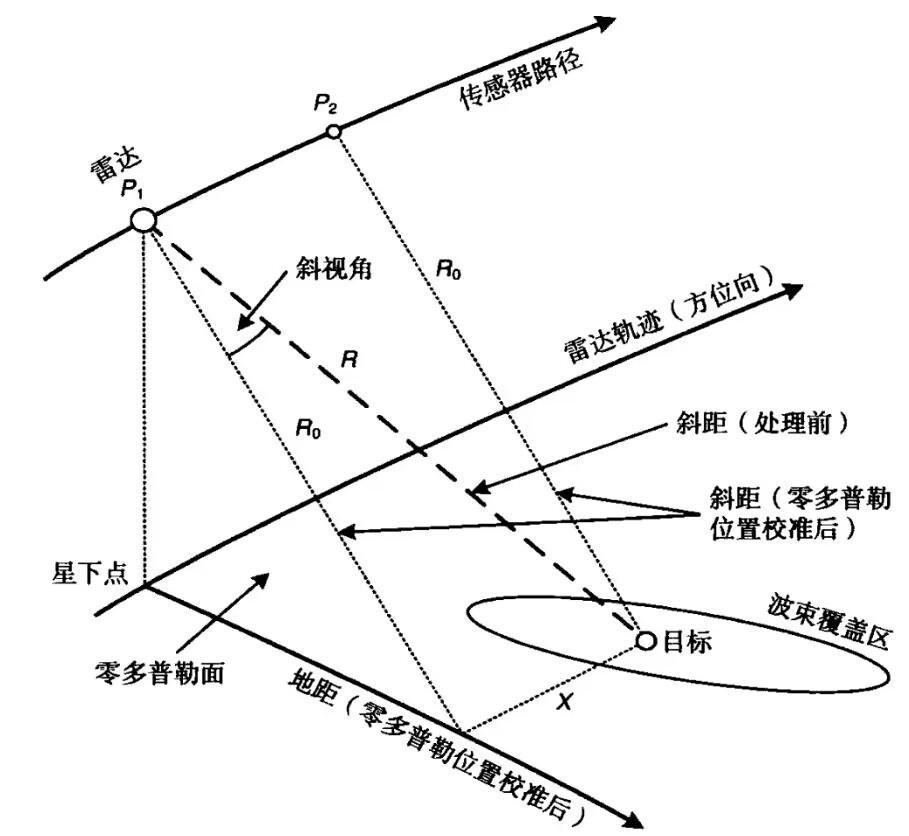 传感器路径
P₂
雷达
P₁
斜视角
R₀
雷达轨迹（方位向）
R
R₀
斜距（处理前）
斜距（零多普勒
位置校准后）
星下点
波束覆盖区
目标
零多普勒面
X
地距（零多普勒位置校准后）